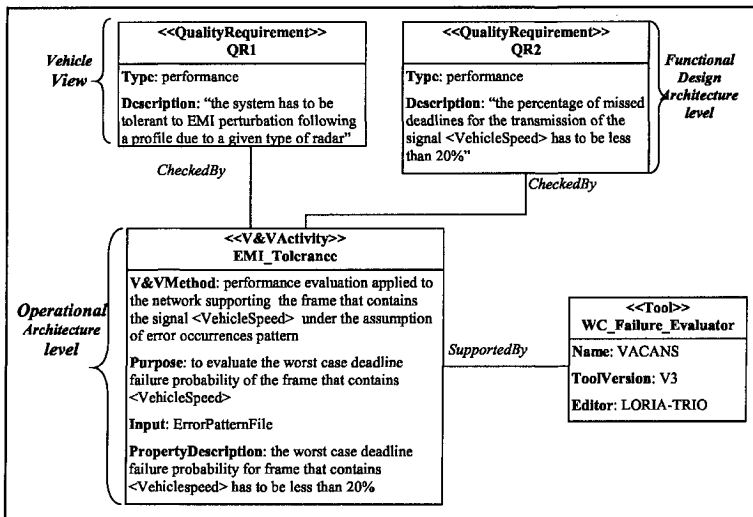 Vehicle
View
<<QualityRequirement>>
QR1
Type: performance
Description: “the system has to be
tolerant to EMI perturbation following
a profile due to a given type of radar”
<<QualityRequirement>>
QR2
Type: performance
Description: “the percentage of missed
deadlines for the transmission of the
signal <VehicleSpeed> has to be less
than 20%”
Functional
Design
Architecture
level
CheckedBy
CheckedBy
Operational
Architecture
level
<<V&VActivity>>
EMI_Tolerance
V&VMethod: performance evaluation applied to
the network supporting the frame that contains
the signal <VehicleSpeed> under the assumption
of error occurrences pattern
Purpose: to evaluate the worst case deadline
failure probability of the frame that contains
<VehicleSpeed>
Input: ErrorPatternFile
PropertyDescription: the worst case deadline
failure probability for frame that contains
<Vehiclespeed> has to be less than 20%
SupportedBy
<<Tool>>
WC_Failure_Evaluator
Name: VACANS
ToolVersion: V3
Editor: LORIA-TRIO